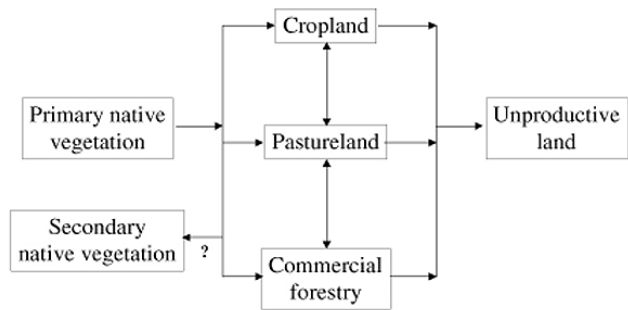 Cropland
Primary native
vegetation
Pastureland
Unproductive
land
Secondary
native vegetation
?
Commercial
forestry